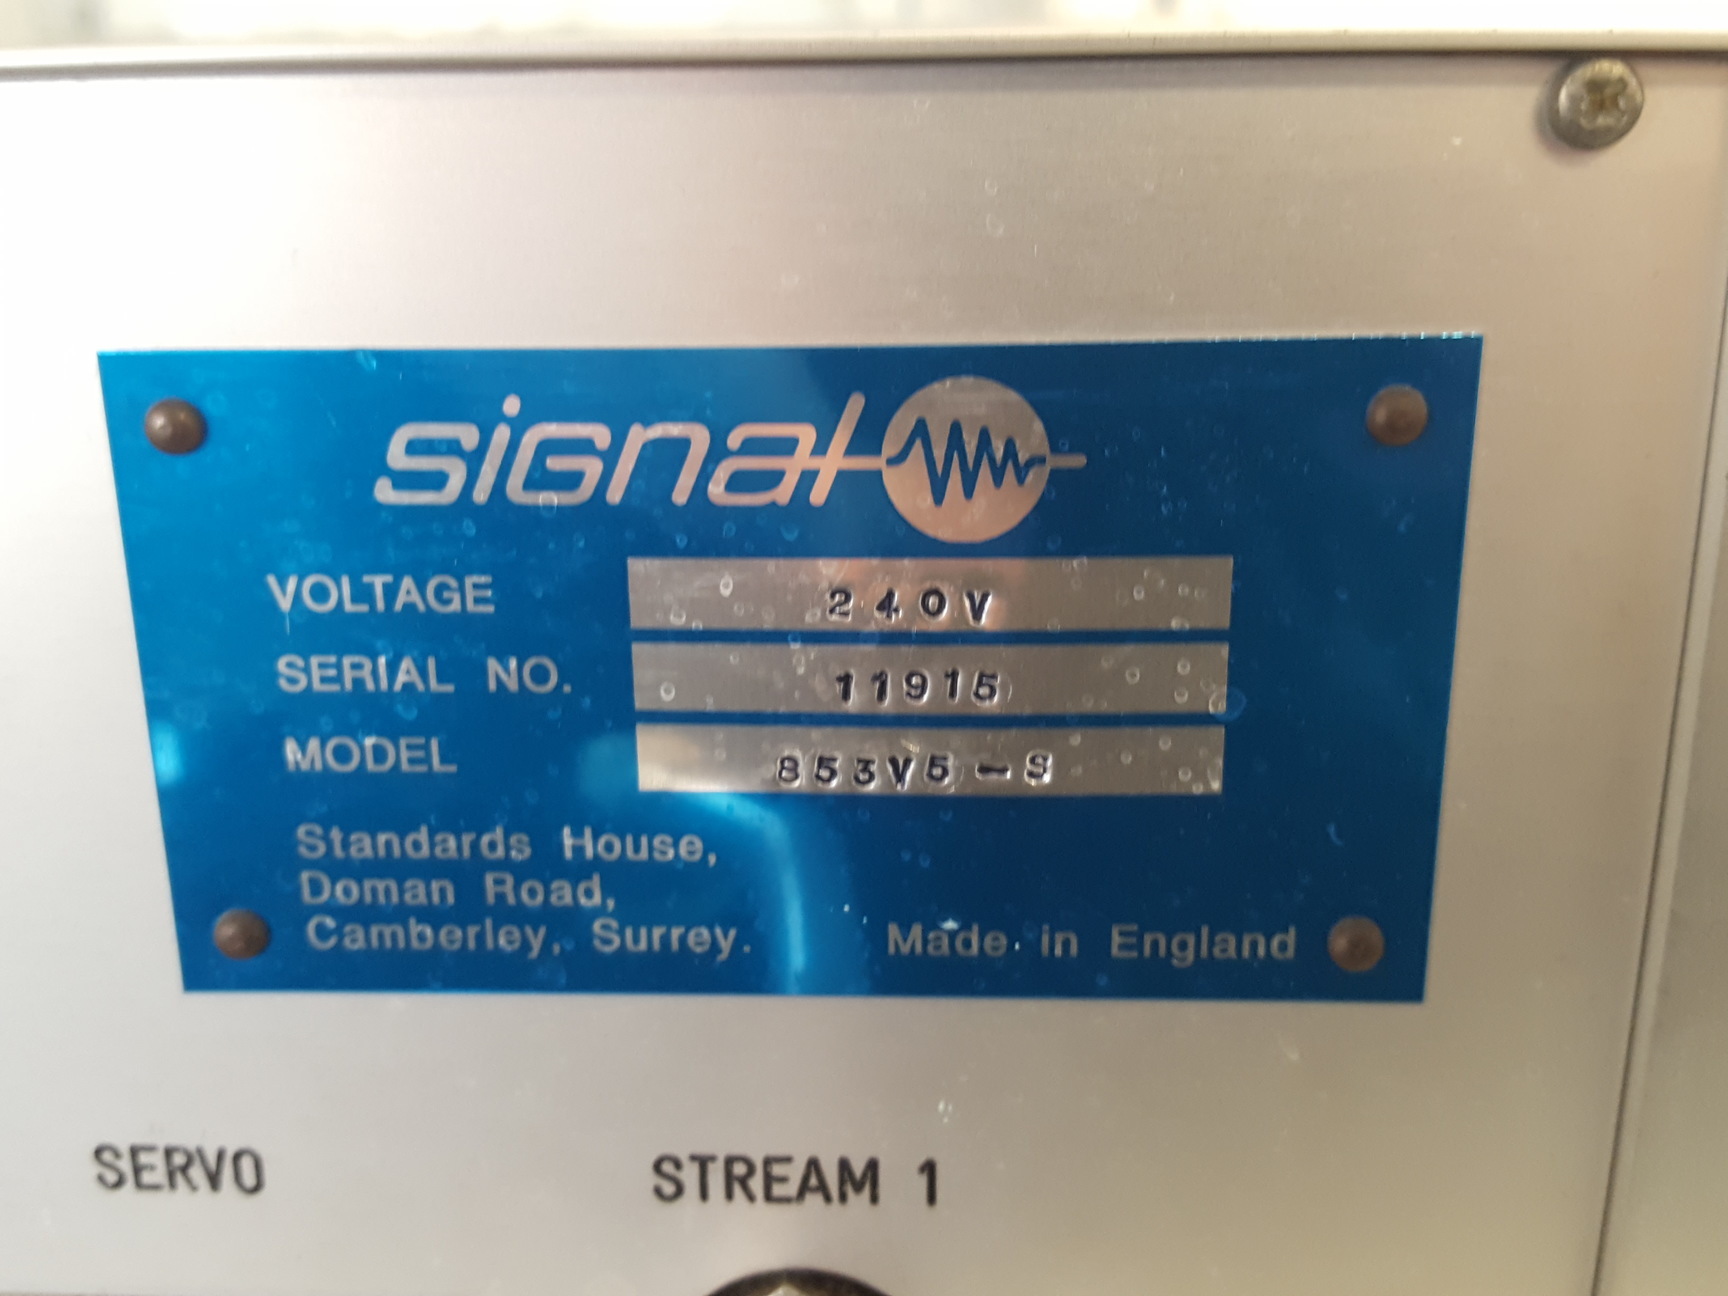 signal
VOLTAGE 240V
SERIAL NO. 11915
MODEL 853V5-S
Standards House,
Doman Road,
Camberley, Surrey. Made in England
SERVO STREAM 1